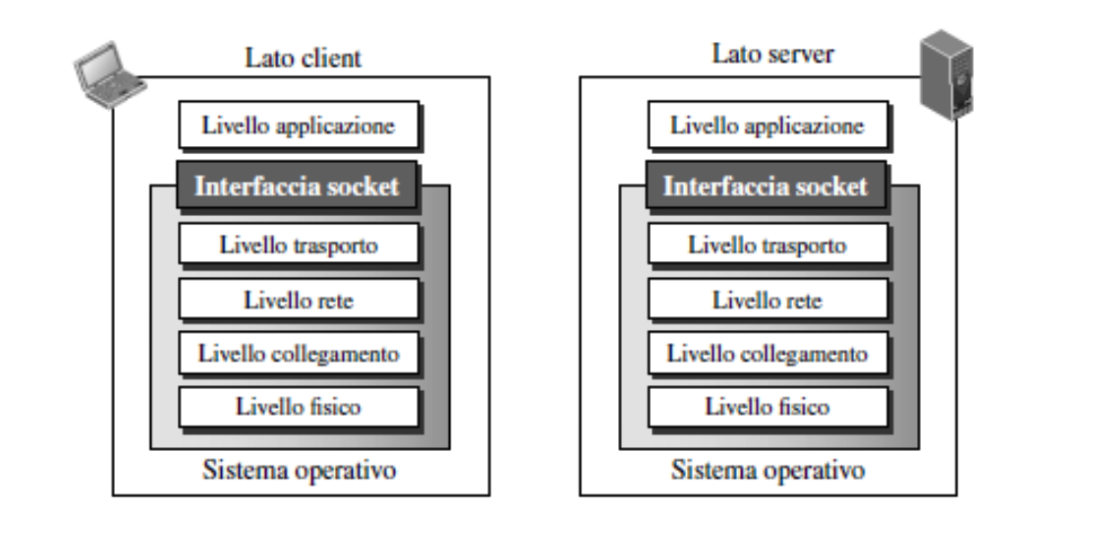 Lato client
Livello applicazione
Interfaccia socket
Livello trasporto
Livello rete
Livello collegamento
Livello fisico
Sistema operativo
Lato server
Livello applicazione
Interfaccia socket
Livello trasporto
Livello rete
Livello collegamento
Livello fisico
Sistema operativo